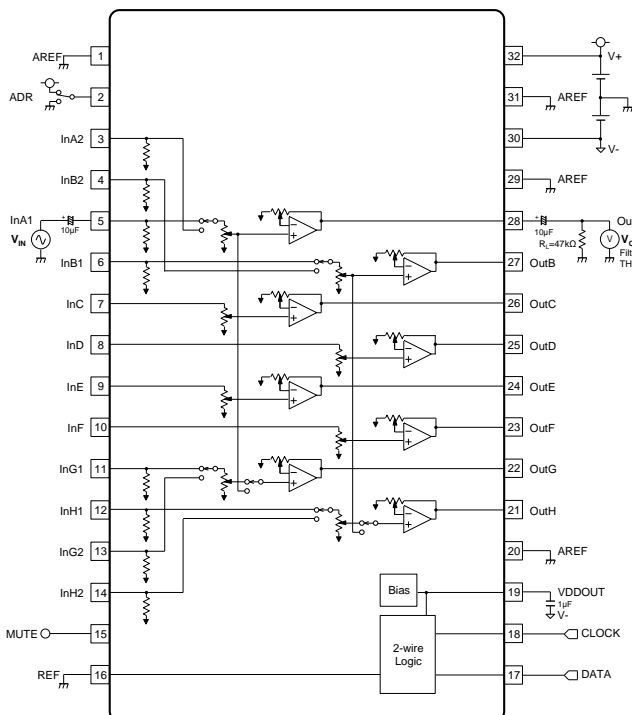 AREF 1
ADR 2
InA2 3
InB2 4
InA1 5
+
10µF
VIN
InB1 6
InC 7
InD 8
InE 9
InF 10
InG1 11
InH1 12
InG2 13
InH2 14
MUTE 15
REF 16
32 V+
31 AREF
30 V-
29 AREF
28
+
10µF
RL=47kΩ
V
27 OutB
26 OutC
25 OutD
24 OutE
23 OutF
22 OutG
21 OutH
20 AREF
19 VDDOUT
1µF
V-
18 CLOCK
17 DATA
Bias
2-wire
Logic